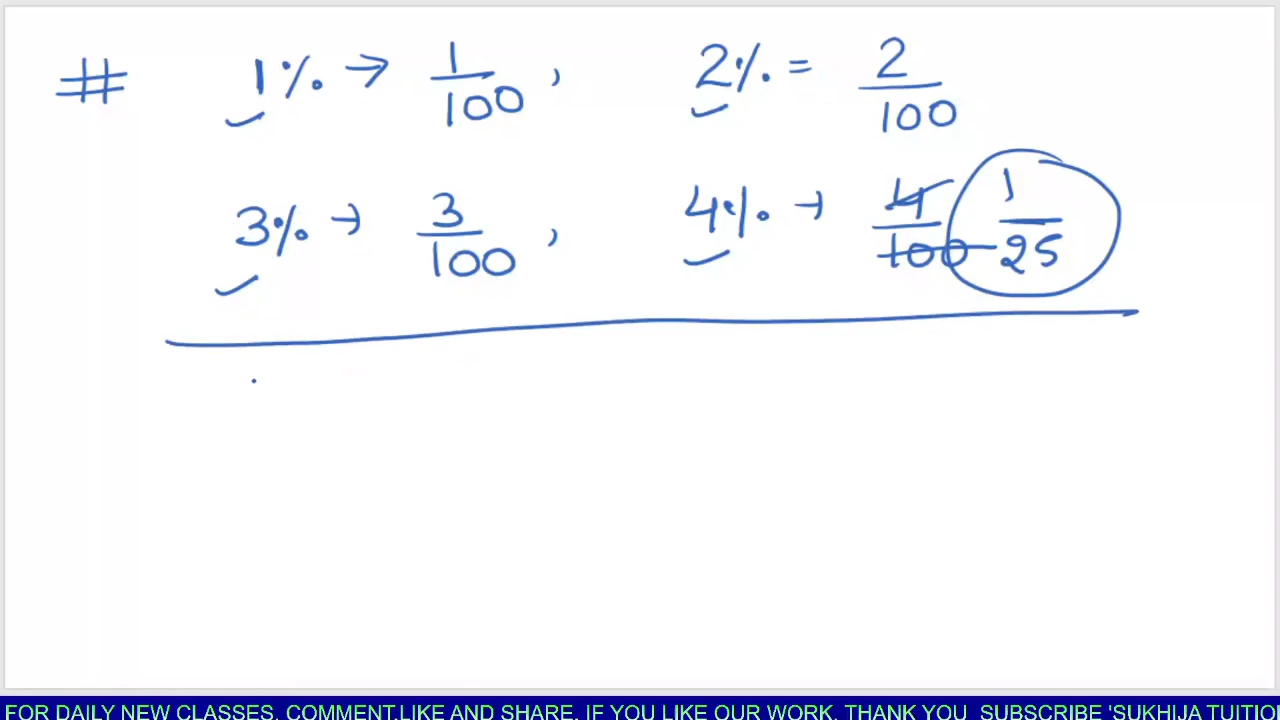 # 1% → 1/100, 2% = 2/100
3% → 3/100, 4% → 4/100 1/25
FOR DAILY NEW CLASSES, COMMENT,LIKE AND SHARE. IF YOU LIKE OUR WORK. THANK YOU SUBSCRIBE 'SUKHIJA TUITIO